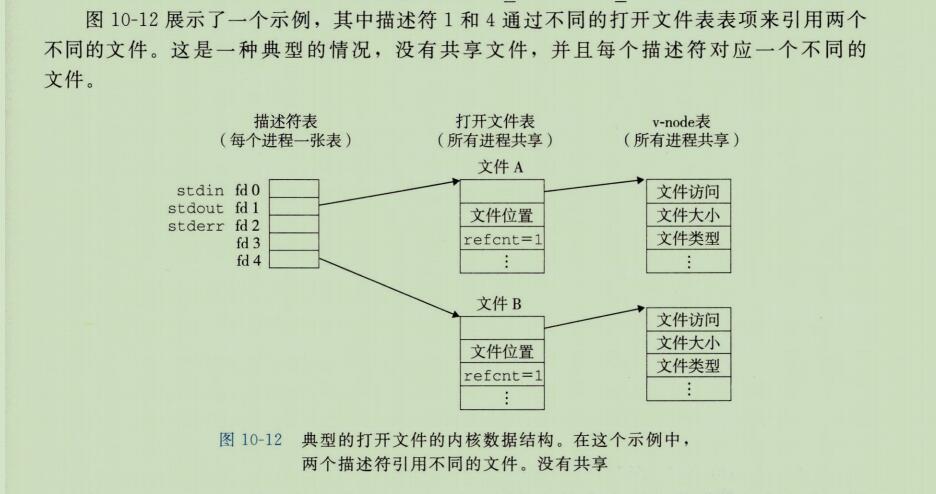 图 10-12 展示了一个示例，其中描述符 1 和 4 通过不同的打开文件表表项来引用两个
不同的文件。这是一种典型的情况，没有共享文件，并且每个描述符对应一个不同的
文件。
描述符表
（每个进程一张表）
打开文件表
（所有进程共享）
v-node表
（所有进程共享）
stdin fd 0
stdout fd 1
stderr fd 2
fd 3
fd 4
文件 A
文件位置
refcnt=1
⋮
文件访问
文件大小
文件类型
⋮
文件 B
文件位置
refcnt=1
⋮
文件访问
文件大小
文件类型
⋮
图 10-12 典型的打开文件的内核数据结构。在这个示例中，
两个描述符引用不同的文件。没有共享